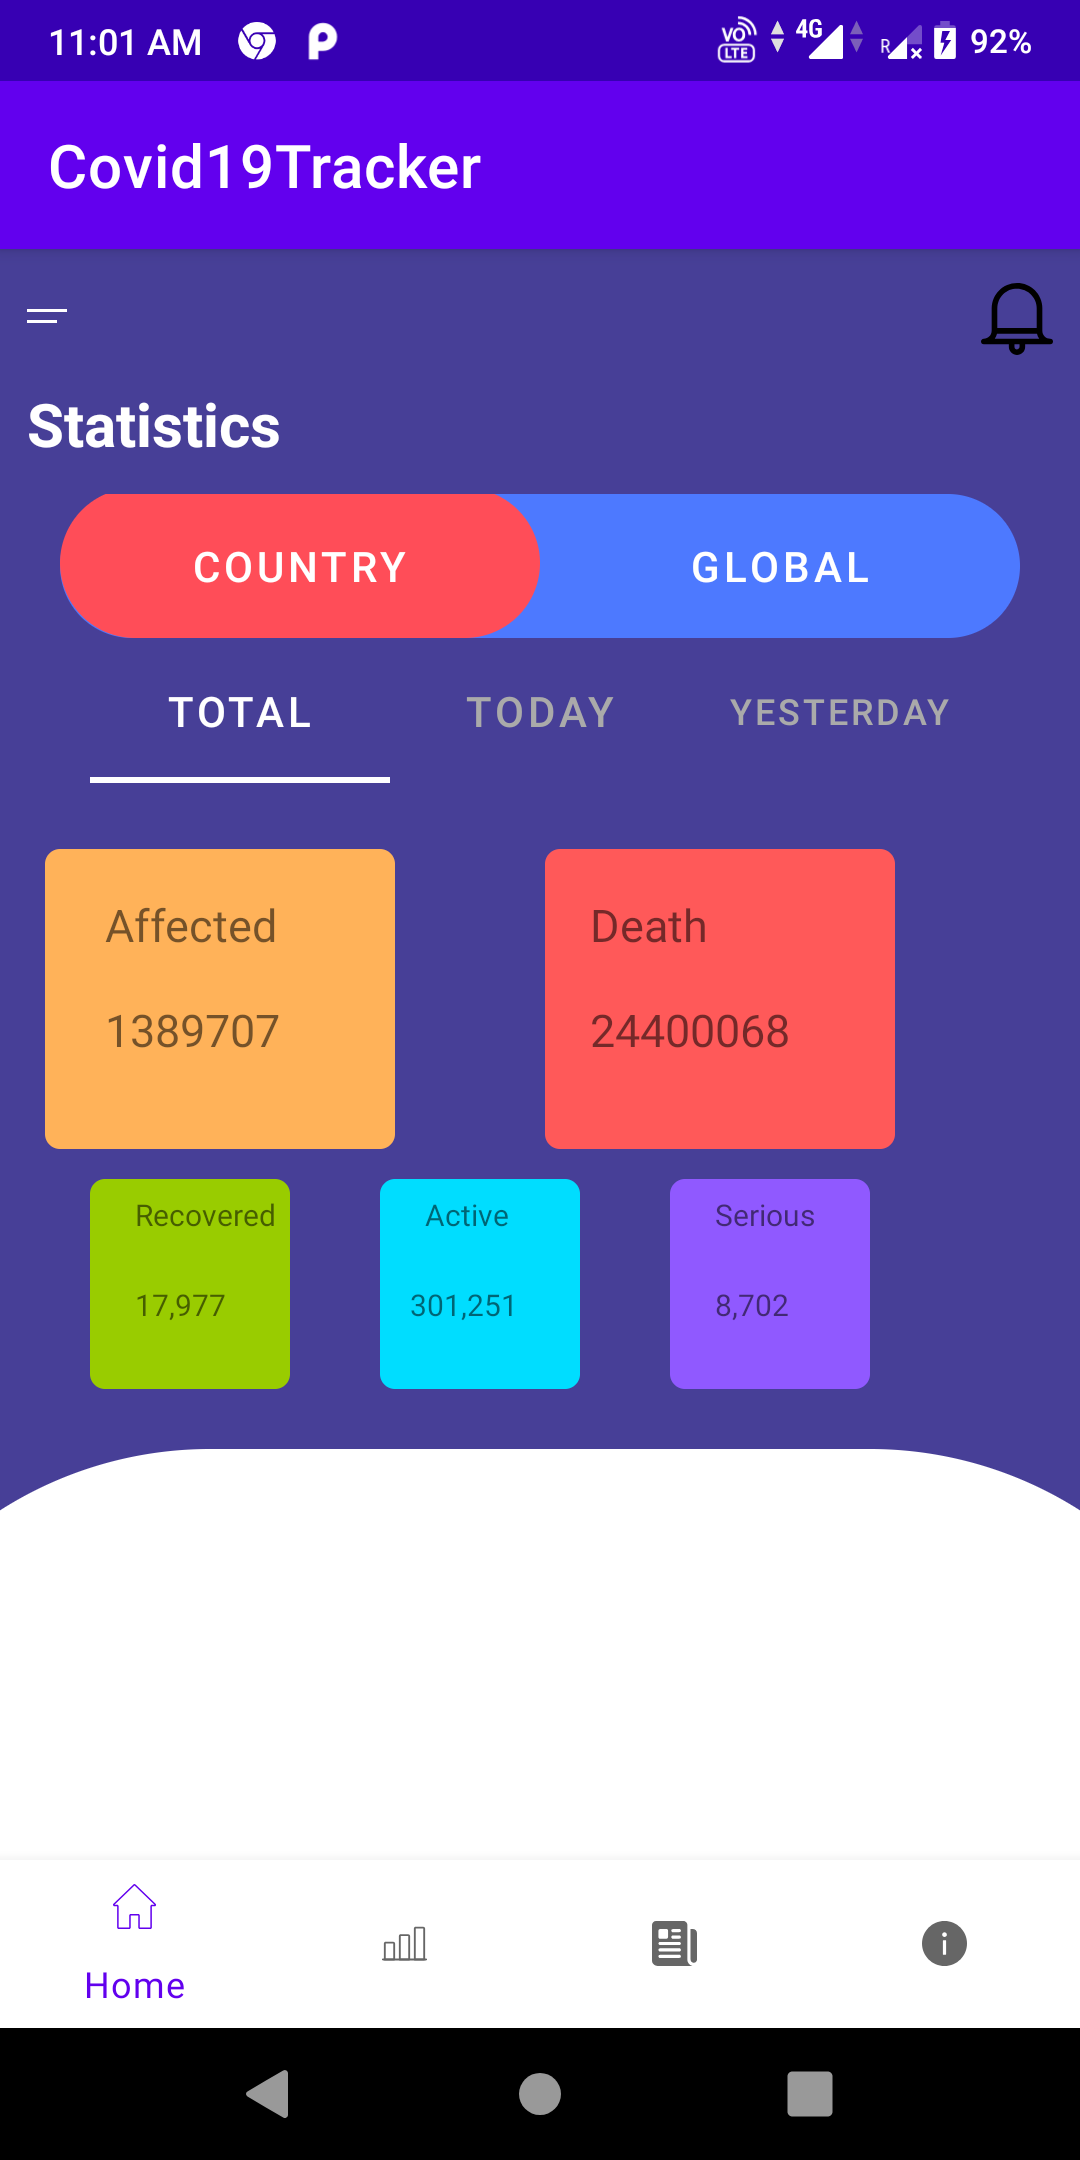 11:01 AM VO LTE 4G R 92%
Covid19Tracker
Statistics
COUNTRY GLOBAL
TOTAL TODAY YESTERDAY
Affected Death
1389707 24400068
Recovered Active Serious
17,977 301,251 8,702
Home